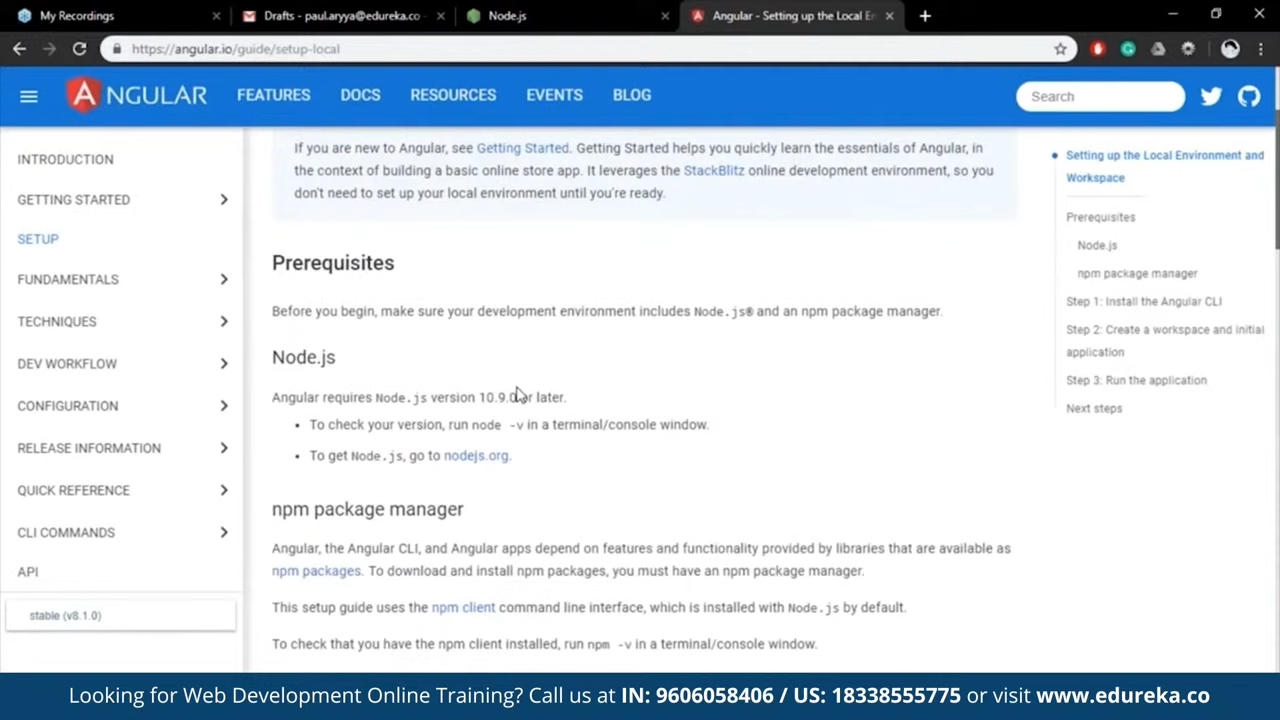 My Recordings
Drafts - paul.aryya@edureka.co
Node.js
Angular - Setting up the Local En
https://angular.io/guide/setup-local
ANGULAR
FEATURES
DOCS
RESOURCES
EVENTS
BLOG
Search
INTRODUCTION
GETTING STARTED
SETUP
FUNDAMENTALS
TECHNIQUES
DEV WORKFLOW
CONFIGURATION
RELEASE INFORMATION
QUICK REFERENCE
CLI COMMANDS
API
stable (v8.1.0)
If you are new to Angular, see Getting Started. Getting Started helps you quickly learn the essentials of Angular, in
the context of building a basic online store app. It leverages the StackBlitz online development environment, so you
don't need to set up your local environment until you're ready.
Prerequisites
Before you begin, make sure your development environment includes Node.js® and an npm package manager.
Node.js
Angular requires Node.js version 10.9.0 or later.
• To check your version, run node -v in a terminal/console window.
• To get Node.js, go to nodejs.org.
npm package manager
Angular, the Angular CLI, and Angular apps depend on features and functionality provided by libraries that are available as
npm packages. To download and install npm packages, you must have an npm package manager.
This setup guide uses the npm client command line interface, which is installed with Node.js by default.
To check that you have the npm client installed, run npm -v in a terminal/console window.
Setting up the Local Environment and
Workspace
Prerequisites
Node.js
npm package manager
Step 1: Install the Angular CLI
Step 2: Create a workspace and initial
application
Step 3: Run the application
Next steps
Looking for Web Development Online Training? Call us at IN: 9606058406 / US: 18338555775 or visit www.edureka.co